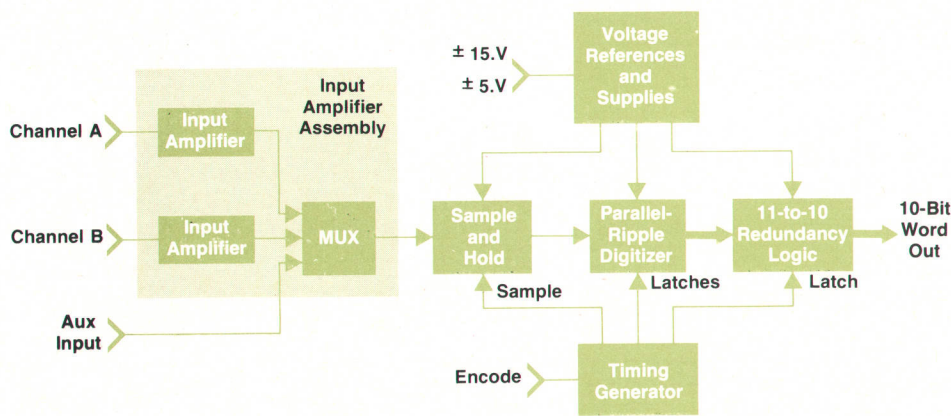 ± 15.V
± 5.V
Voltage
References
and
Supplies
Input
Amplifier
Assembly
Channel A
Input
Amplifier
Channel B
Input
Amplifier
MUX
Sample
and
Hold
Parallel-
Ripple
Digitizer
11-to-10
Redundancy
Logic
10-Bit
Word
Out
Aux
Input
Sample
Latches
Latch
Encode
Timing
Generator